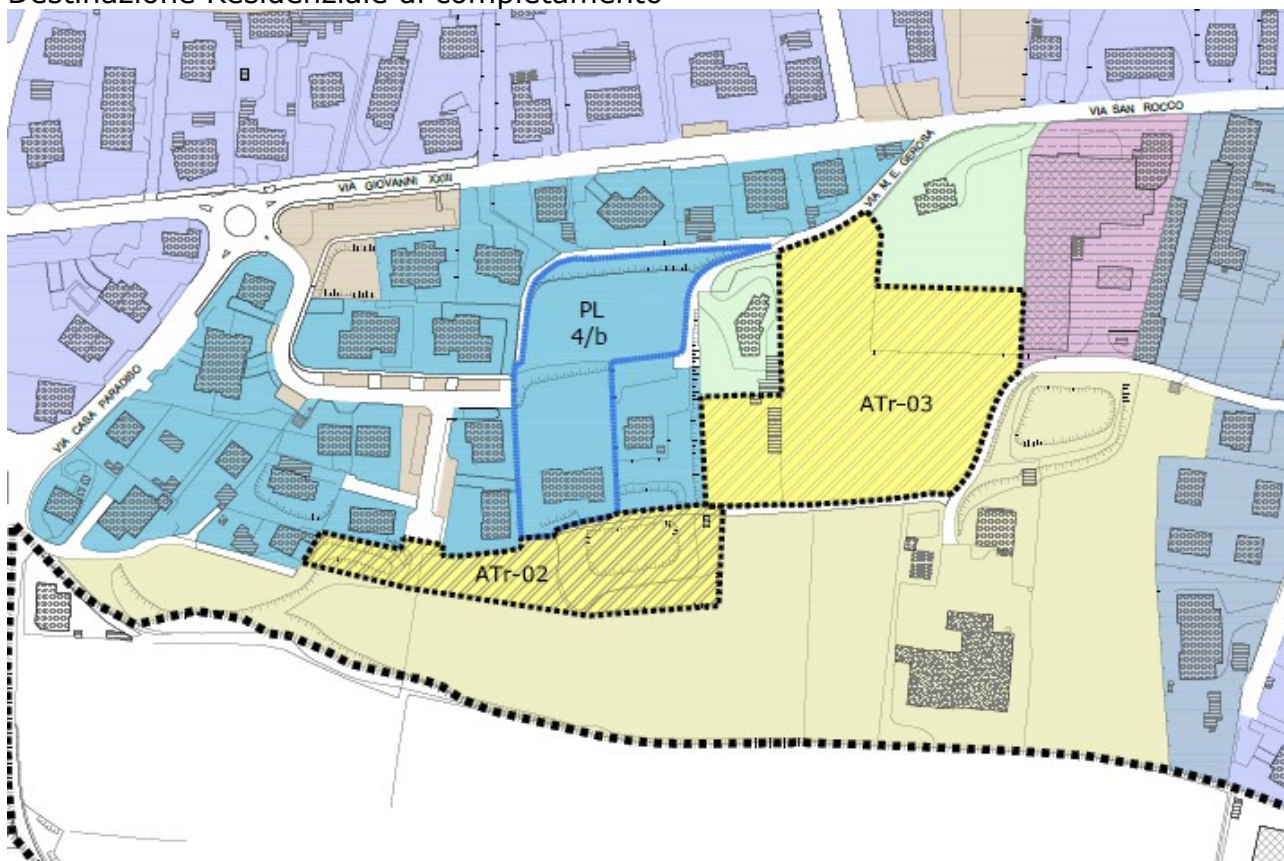 Destinazione Residenziale di completamento
VIA SAN ROCCO
VIA M.E. GEROSA
VIA GIOVANNI XXIII
PL
4/b
ATr-03
VIA CASA PARADISO
ATr-02